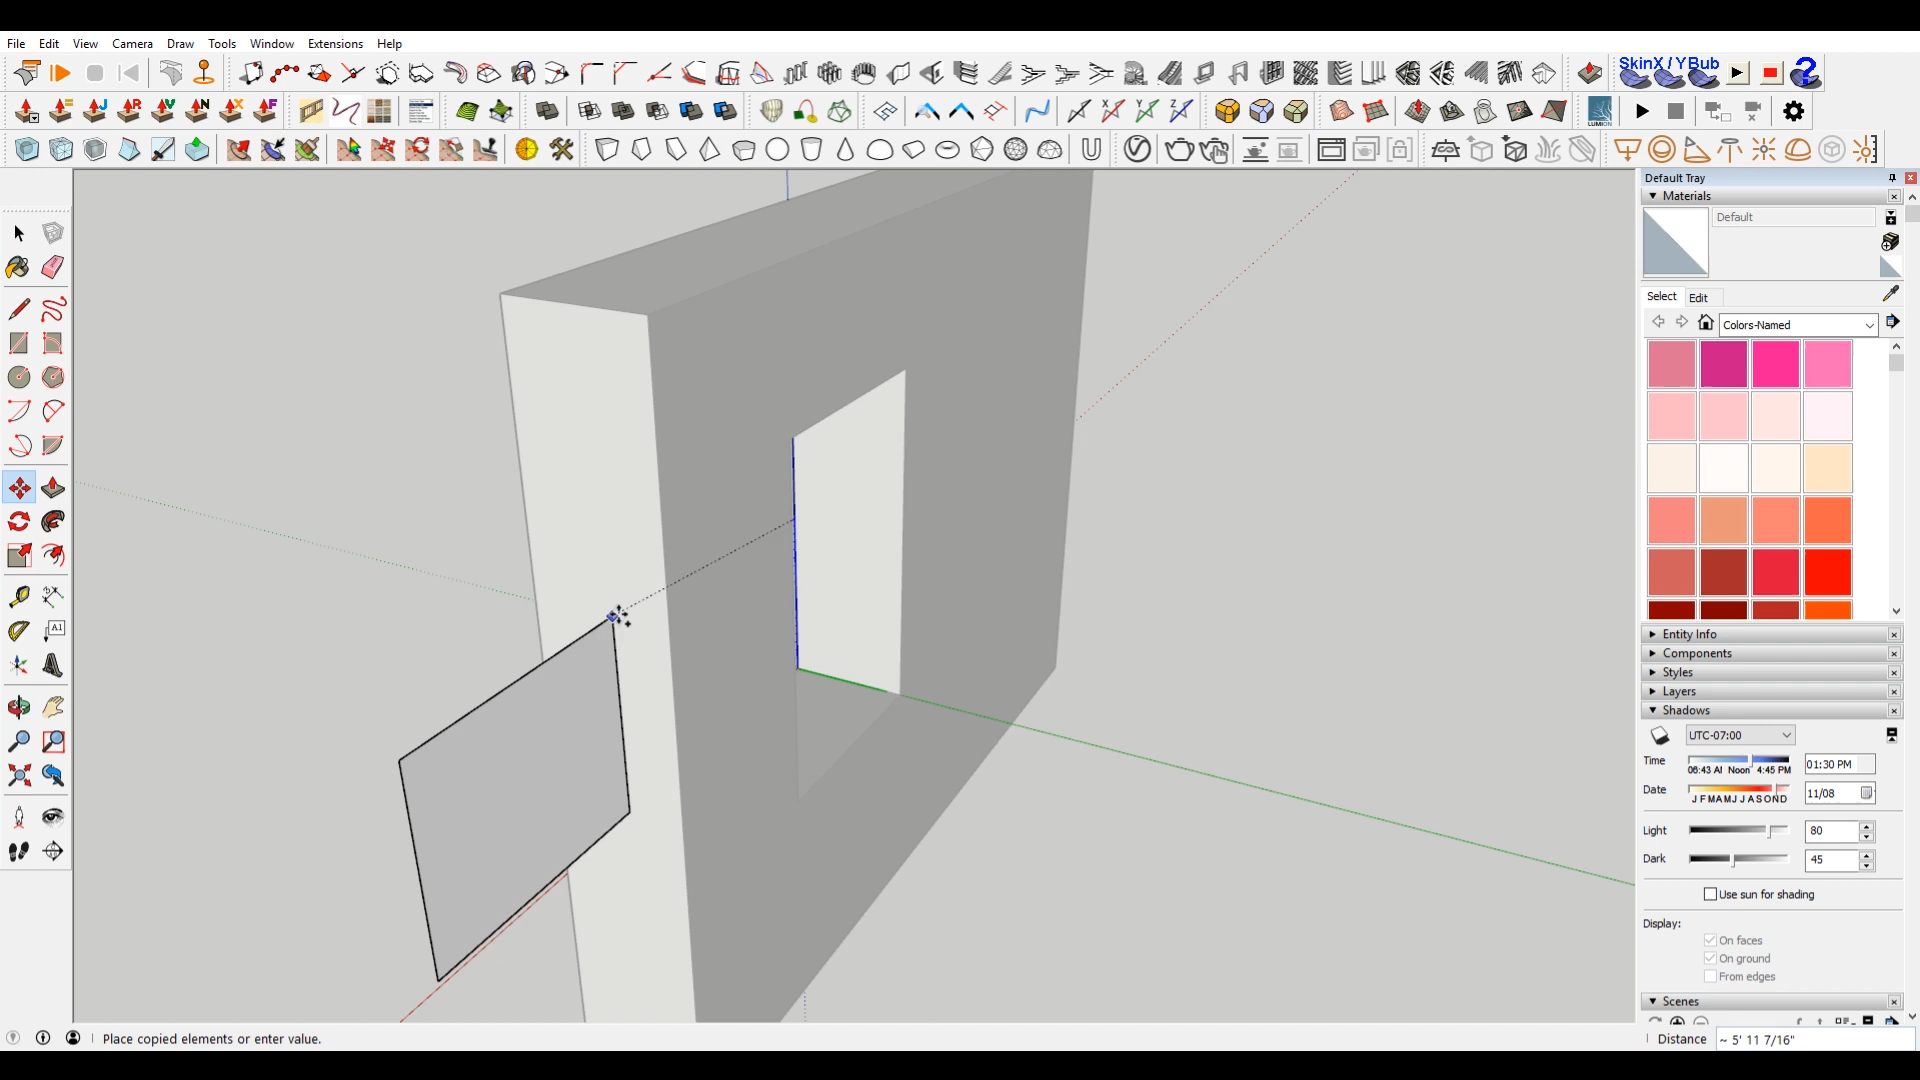 File Edit View Camera Draw Tools Window Extensions Help
SkinX / YBub
J R V N X F
LUMION
X Y Z
Default Tray
Materials
Default
Select Edit
Colors-Named
A1
Entity Info
Components
Styles
Layers
Shadows
UTC-07:00
Time 06:43 AI Noon 4:45 PM 01:30 PM
Date J F M A M J J A S O N D 11/08
Light 80
Dark 45
Use sun for shading
Display:
On faces
On ground
From edges
Scenes
Place copied elements or enter value.
Distance ~ 5' 11 7/16"